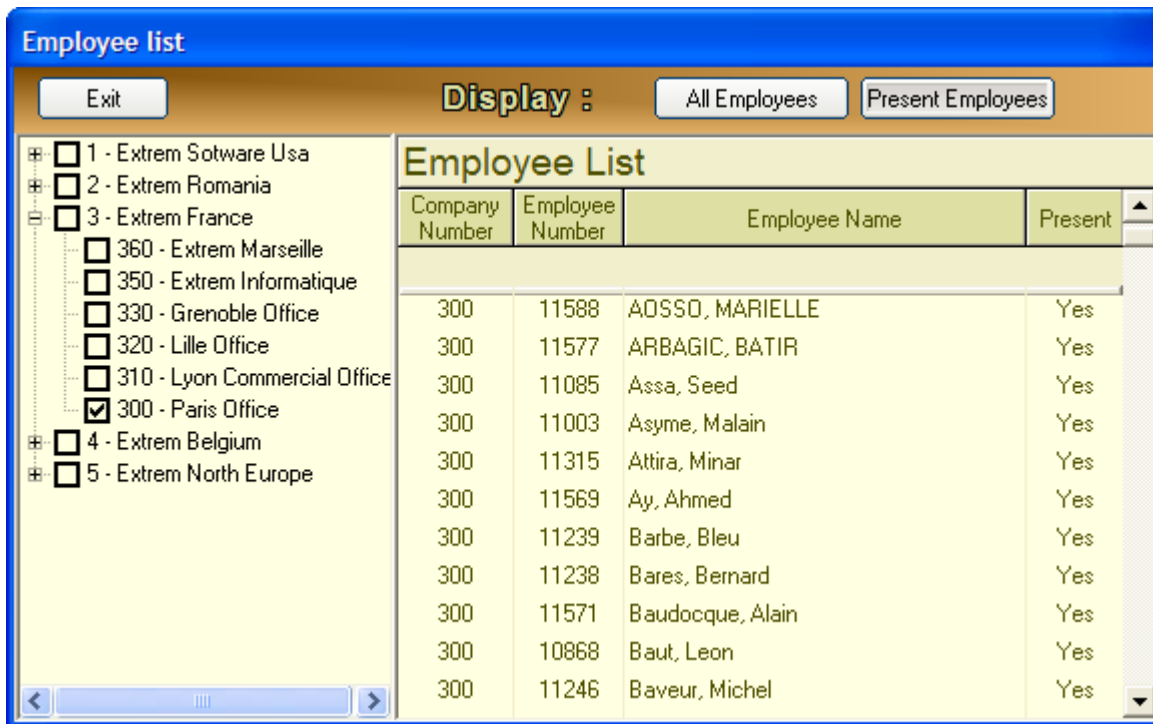 Employee list
Exit
Display :
All Employees
Present Employees
1 - Extrem Sotware Usa
2 - Extrem Romania
3 - Extrem France
360 - Extrem Marseille
350 - Extrem Informatique
330 - Grenoble Office
320 - Lille Office
310 - Lyon Commercial Office
300 - Paris Office
4 - Extrem Belgium
5 - Extrem North Europe
Employee List
Company Number Employee Number Employee Name Present
300 11588 AOSSO, MARIELLE Yes
300 11577 ARBAGIC, BATIR Yes
300 11085 Assa, Seed Yes
300 11003 Asyme, Malain Yes
300 11315 Attira, Minar Yes
300 11569 Ay, Ahmed Yes
300 11239 Barbe, Bleu Yes
300 11238 Bares, Bernard Yes
300 11571 Baudocque, Alain Yes
300 10868 Baut, Leon Yes
300 11246 Baveur, Michel Yes